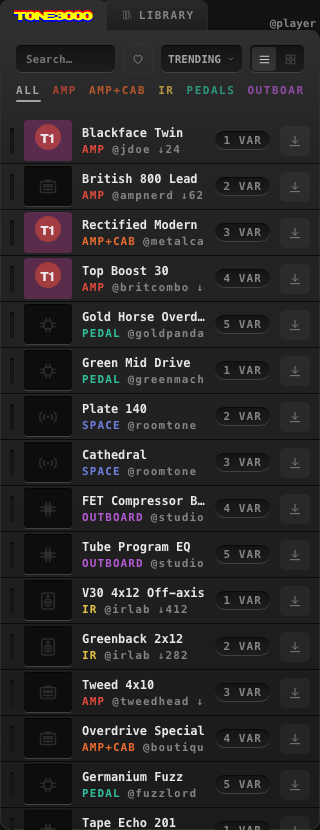 TONE3000
LIBRARY
@player
Search…
TRENDING
ALL AMP AMP+CAB IR PEDALS OUTBOAR
T1
Blackface Twin
AMP @jdoe ↓24
1 VAR
British 800 Lead
AMP @ampnerd ↓62
2 VAR
T1
Rectified Modern
AMP+CAB @metalca
3 VAR
T1
Top Boost 30
AMP @britcombo ↓
4 VAR
Gold Horse Overd…
PEDAL @goldpanda
5 VAR
Green Mid Drive
PEDAL @greenmach
1 VAR
Plate 140
SPACE @roomtone
2 VAR
Cathedral
SPACE @roomtone
3 VAR
FET Compressor B…
OUTBOARD @studio
4 VAR
Tube Program EQ
OUTBOARD @studio
5 VAR
V30 4x12 Off-axis
IR @irlab ↓412
1 VAR
Greenback 2x12
IR @irlab ↓282
2 VAR
Tweed 4x10
AMP @tweedhead ↓
3 VAR
Overdrive Special
AMP+CAB @boutiqu
4 VAR
Germanium Fuzz
PEDAL @fuzzlord
5 VAR
Tape Echo 201
1 VAR